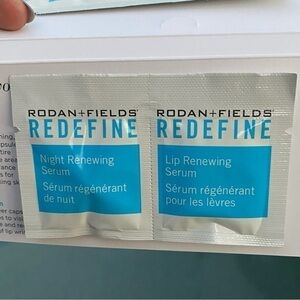 RODAN+FIELDS®
REDEFINE
Night Renewing
Serum
Sérum régénérant
de nuit
RODAN+FIELDS®
REDEFINE
Lip Renewing
Serum
Sérum régénérant
pour les lèvres